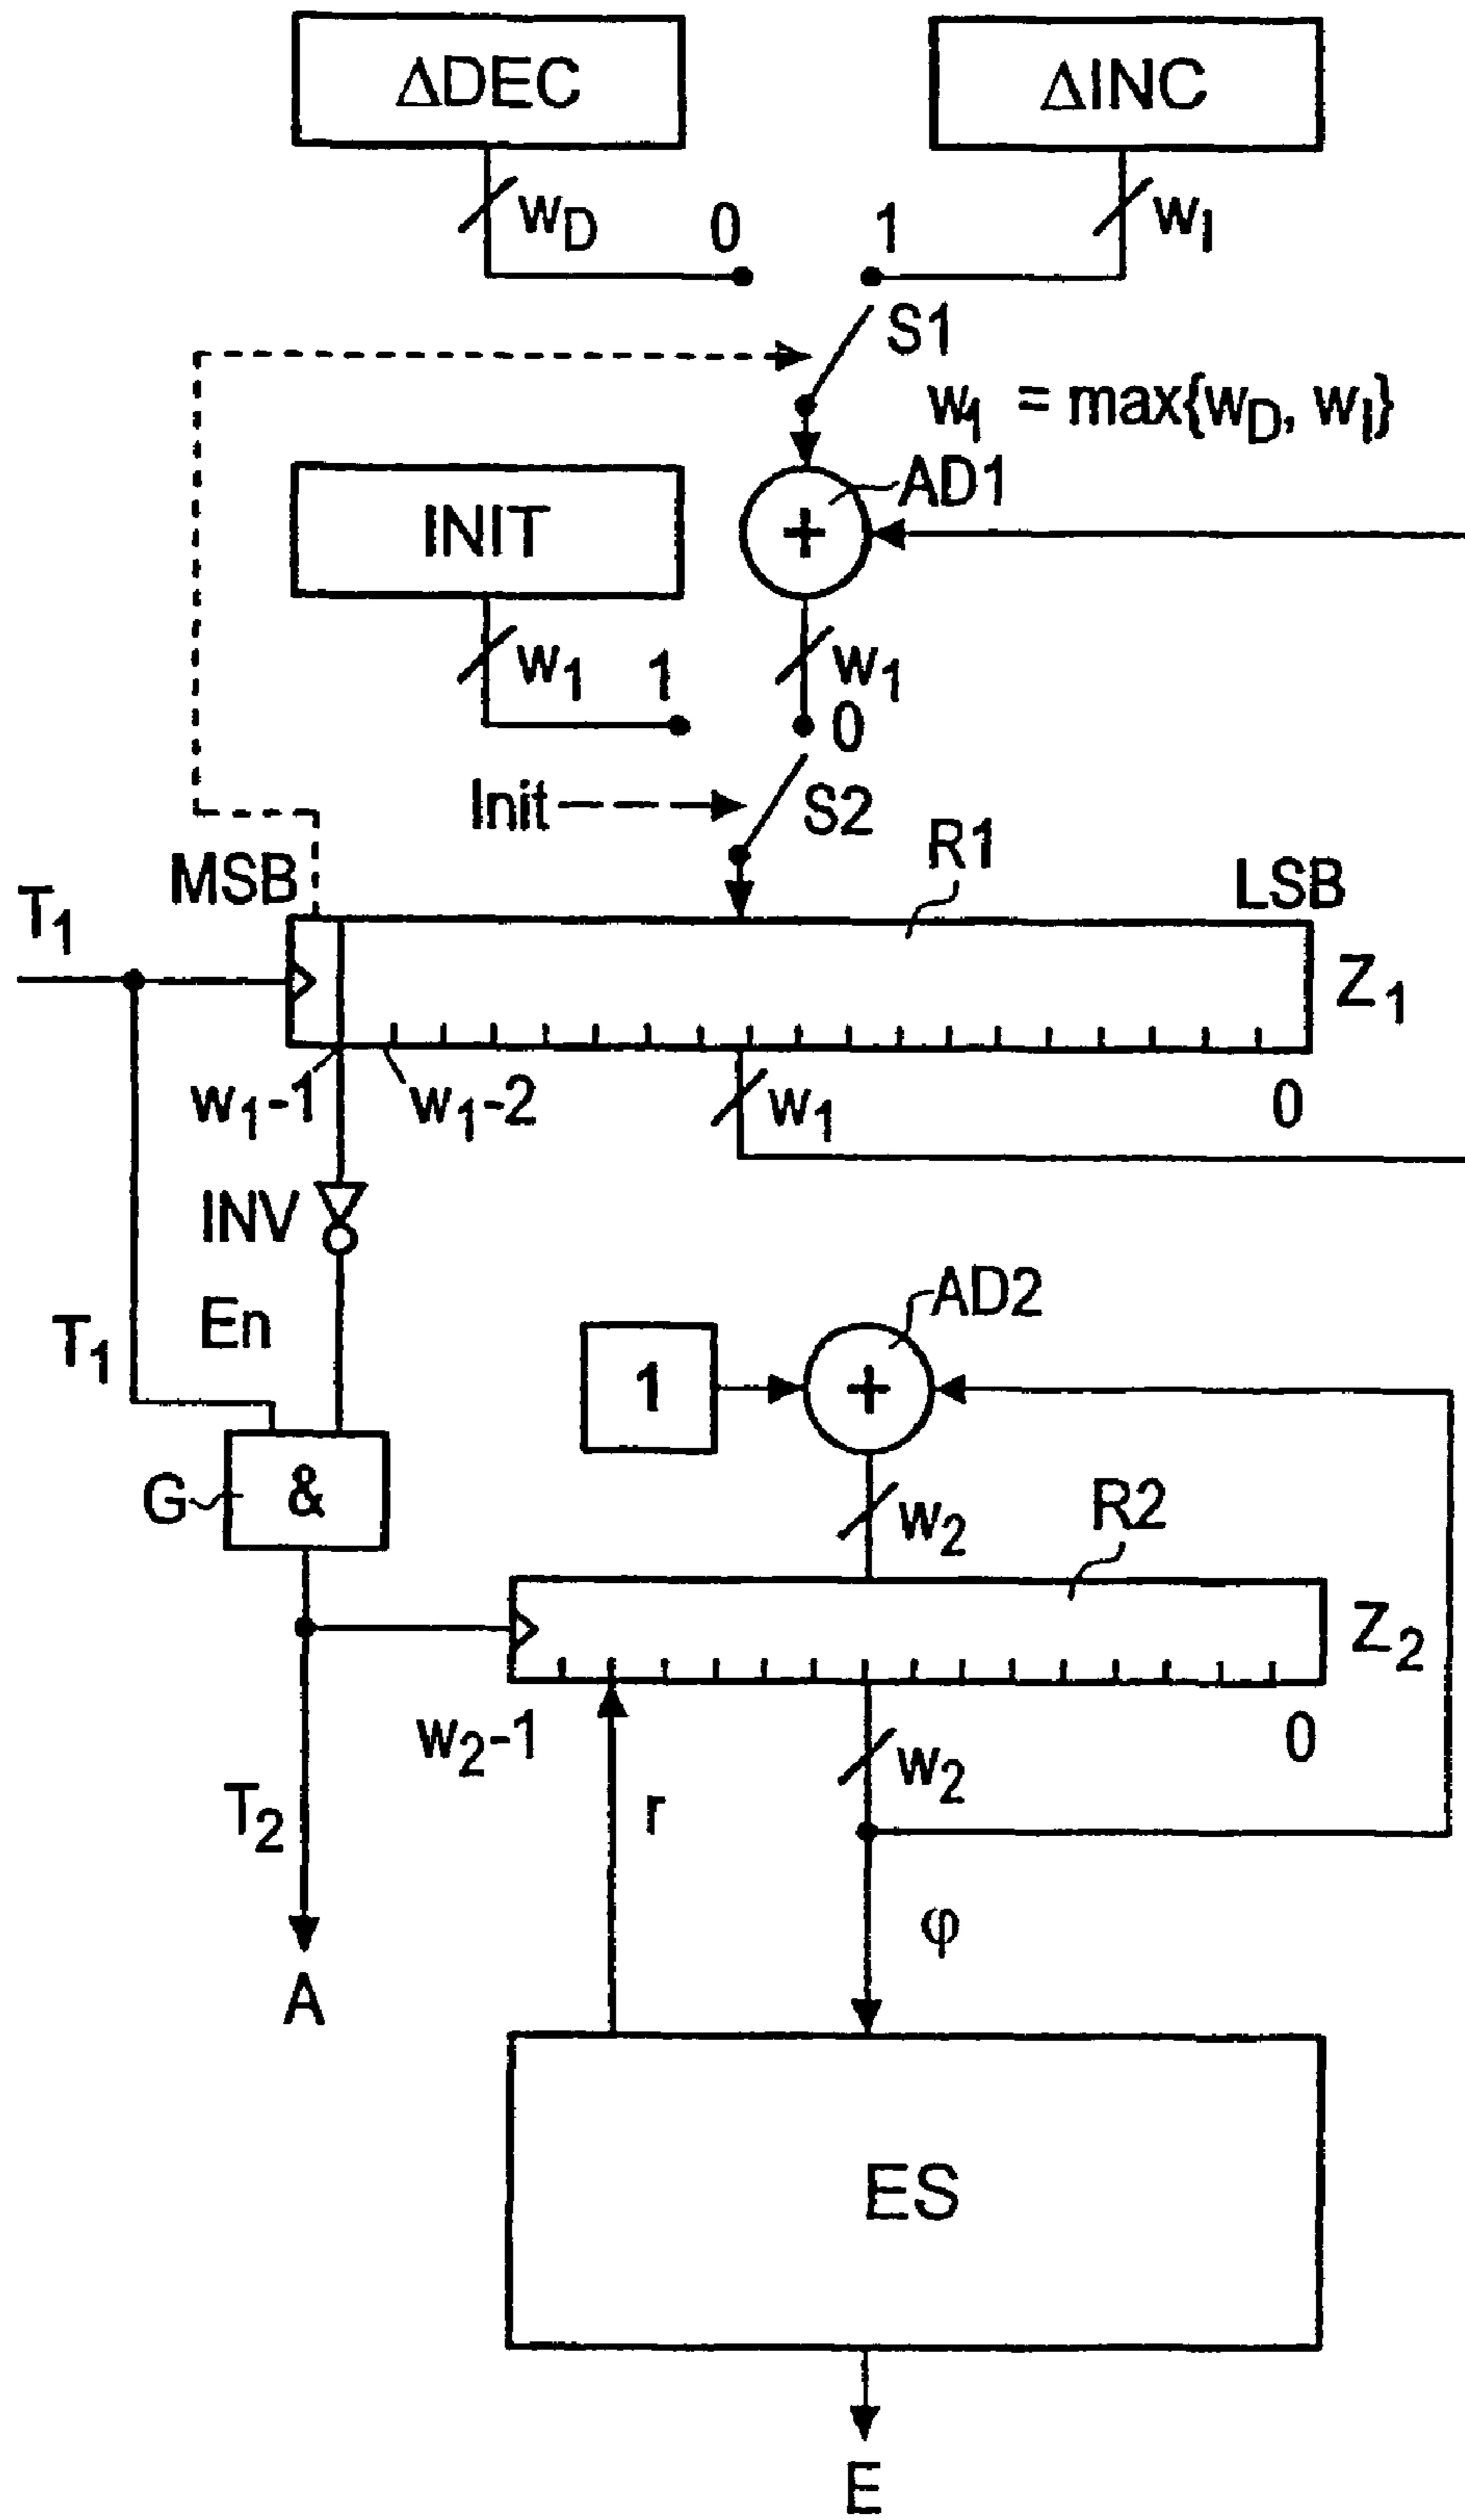 ΔDEC
ΔINC
w_D
0
1
w_I
S1
w_1 = max{w_D, w_I}
AD1
INIT
+
w_1
1
w_1
0
Init
S2
MSB
R1
LSB
T_1
Z_1
w_1-1
w_1-2
w_1
0
INV
En
T_1
AD2
1
+
G
&
w_2
R2
Z_2
w_2-1
w_2
0
T_2
r
φ
A
ES
E